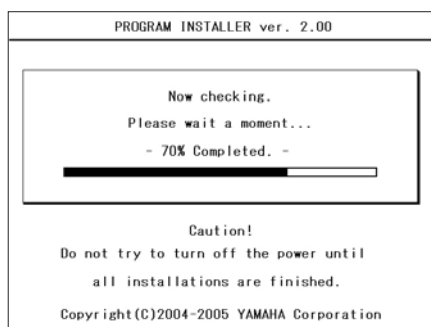 PROGRAM INSTALLER ver. 2.00
Now checking.
Please wait a moment...
- 70% Completed. -
Caution!
Do not try to turn off the power until
all installations are finished.
Copyright(C)2004-2005 YAMAHA Corporation